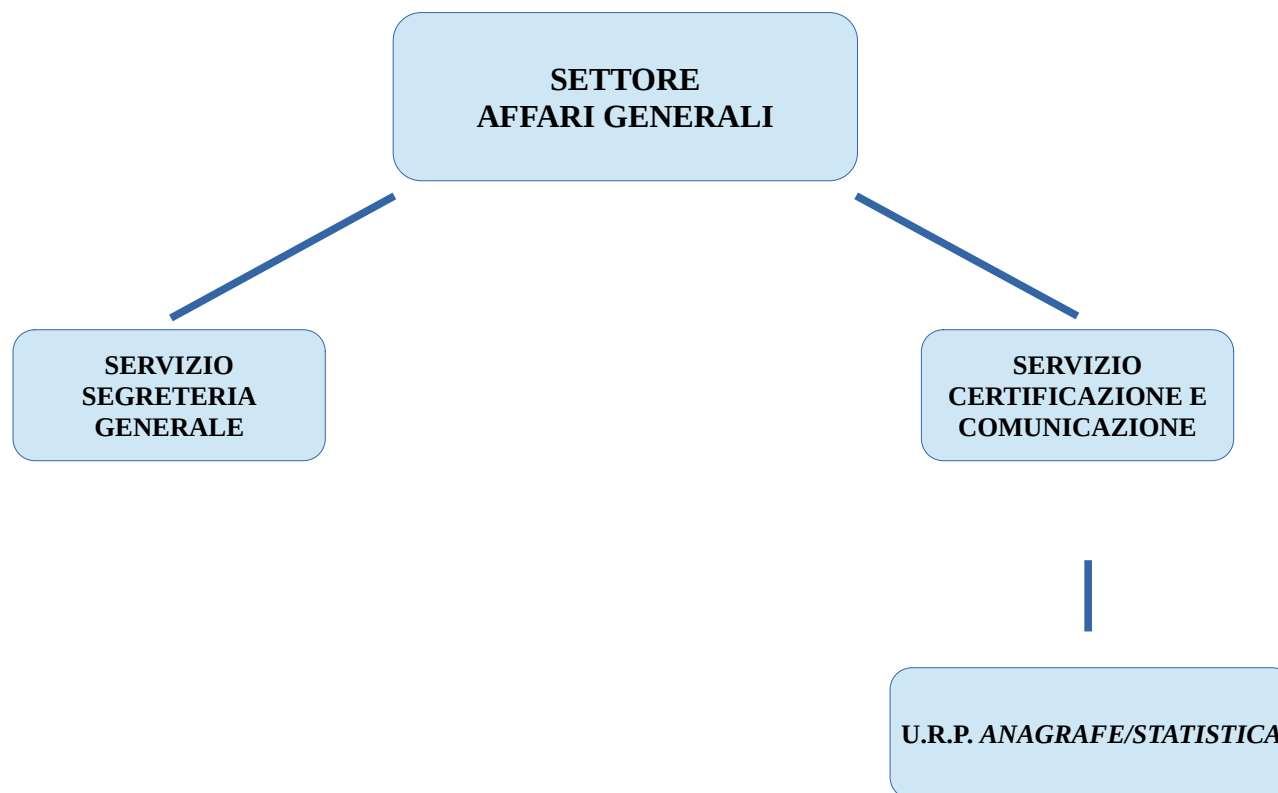 SETTORE
AFFARI GENERALI
SERVIZIO
SEGRETERIA
GENERALE
SERVIZIO
CERTIFICAZIONE E
COMUNICAZIONE
U.R.P. ANAGRAFE/STATISTICA